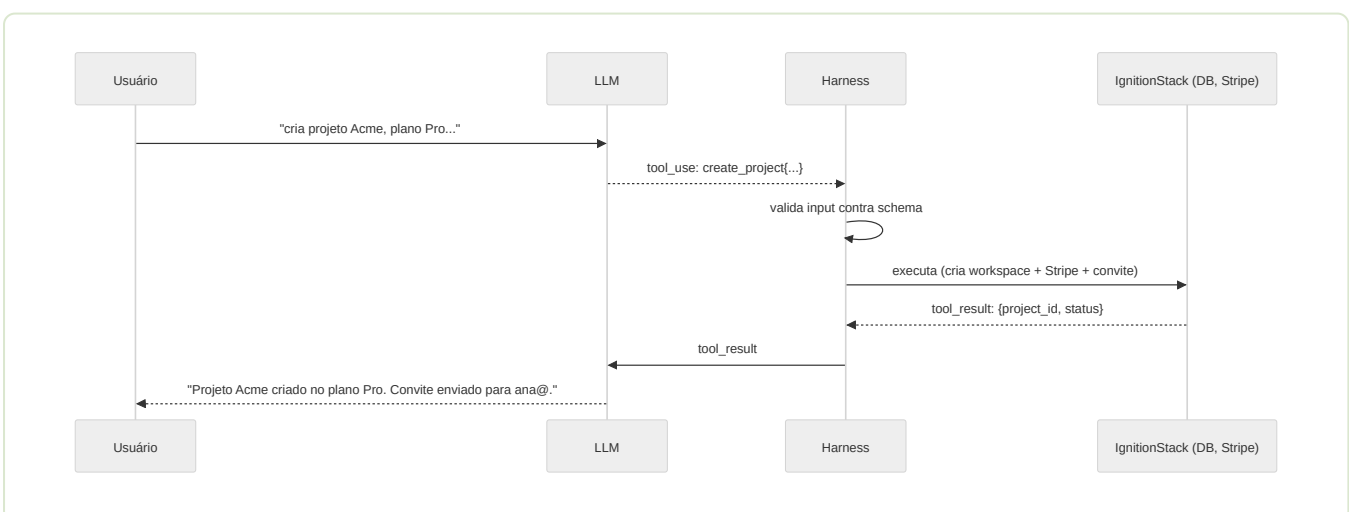 Usuário
LLM
Harness
IgnitionStack (DB, Stripe)
"cria projeto Acme, plano Pro..."
tool_use: create_project{...}
valida input contra schema
executa (cria workspace + Stripe + convite)
tool_result: {project_id, status}
tool_result
"Projeto Acme criado no plano Pro. Convite enviado para ana@."
Usuário
LLM
Harness
IgnitionStack (DB, Stripe)